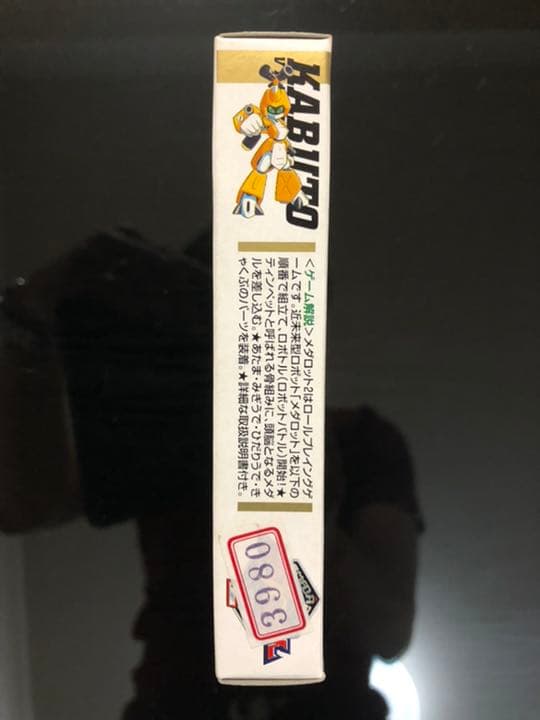 KABUTO
<ゲーム解説>メダロット2はロールプレイングゲ
ームです。近未来型ロボット「メダロット」を以下の
順番で組立て、ロボトル(ロボットバトル)開始!★
ティンペットと呼ばれる骨組みに、頭脳となるメダ
ルを差し込む。★あたま・みぎうで・ひだりうで・き
ゃくぶのパーツを装着。★詳細な取扱説明書付き。
3980